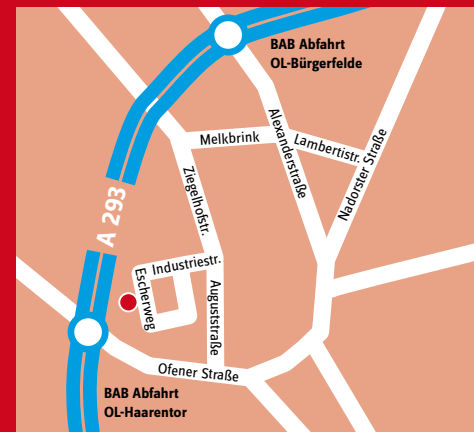 BAB Abfahrt
OL-Bürgerfelde
Melkbrink
Alexanderstraße
Lambertistr.
Nadorster Straße
Ziegelhofstr.
A 293
Industriestr.
Escherweg
Auguststraße
Ofener Straße
BAB Abfahrt
OL-Haarentor